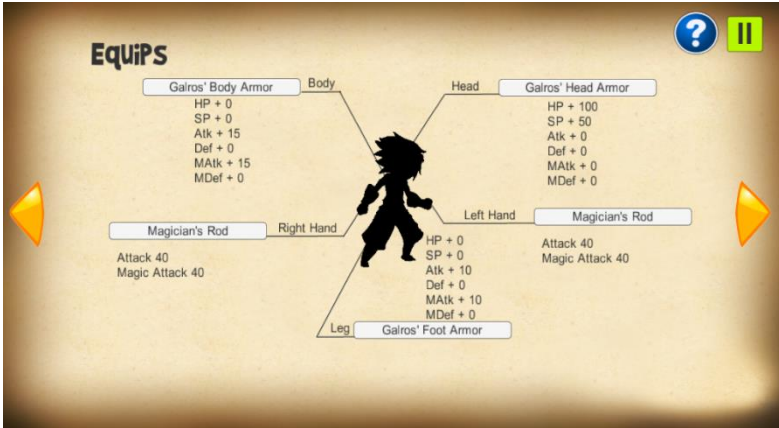 EQUIPS
?
Galros' Body Armor
Body
HP + 0
SP + 0
Atk + 15
Def + 0
MAtk + 15
MDef + 0
Head
Galros' Head Armor
HP + 100
SP + 50
Atk + 0
Def + 0
MAtk + 0
MDef + 0
Magician's Rod
Right Hand
Attack 40
Magic Attack 40
Left Hand
Magician's Rod
Attack 40
Magic Attack 40
HP + 0
SP + 0
Atk + 10
Def + 0
MAtk + 10
MDef + 0
Leg
Galros' Foot Armor